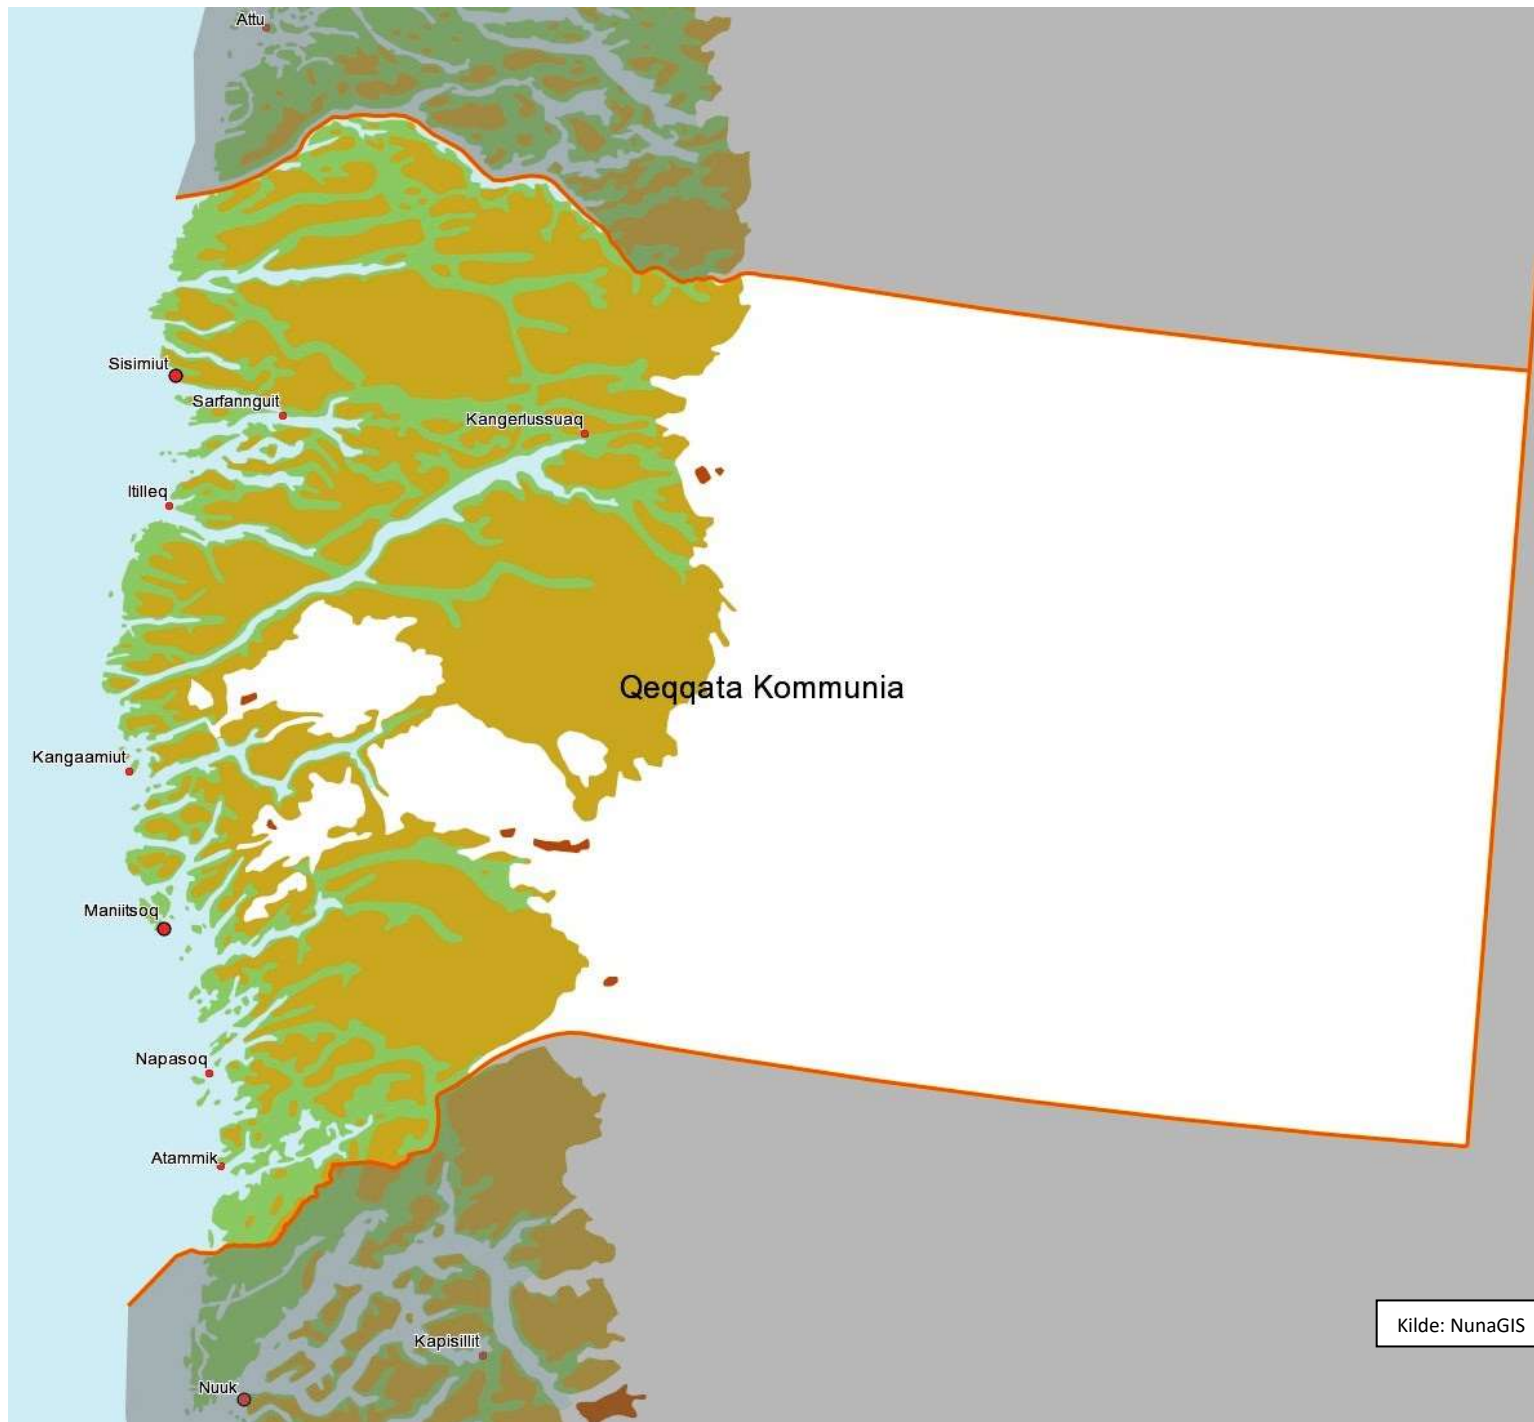 Attu
Sisimiut
Sarfannguit
Kangerlussuaq
Itilleq
Qeqqata Kommunia
Kangaamiut
Maniitsoq
Napasoq
Atammik
Kilde: NunaGIS
Kapisillit
Nuuk